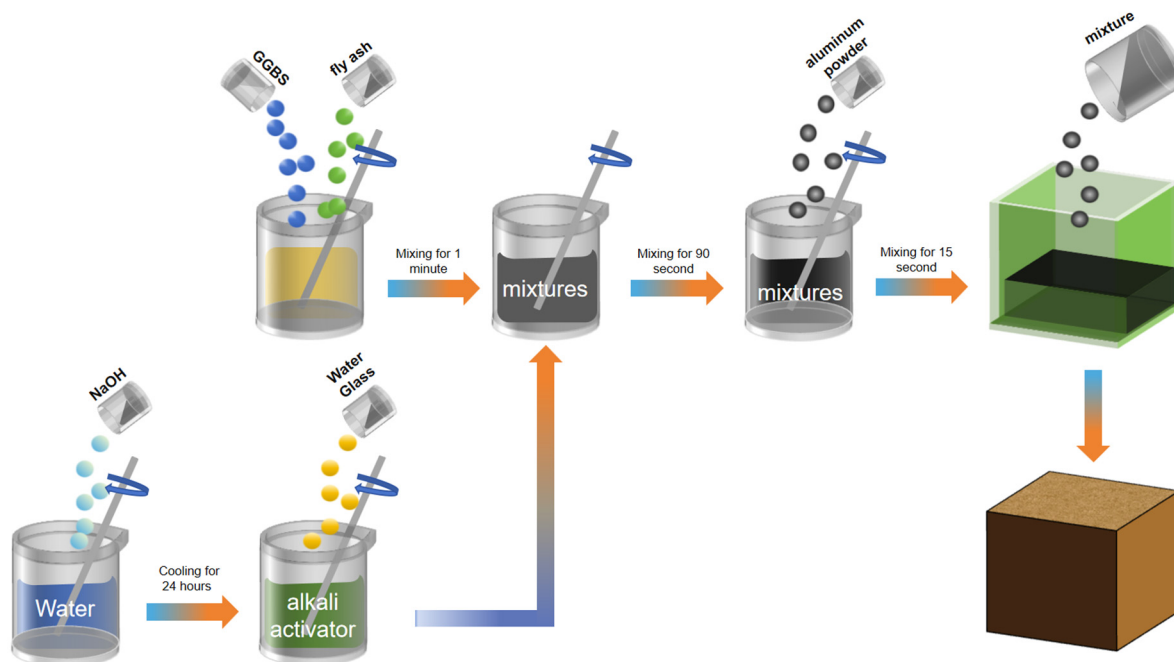 GGBS
fly ash
Mixing for 1
minute
mixtures
Mixing for 90
second
aluminum
powder
mixtures
Mixing for 15
second
mixture
NaOH
Water
Cooling for
24 hours
Water
Glass
alkali
activator